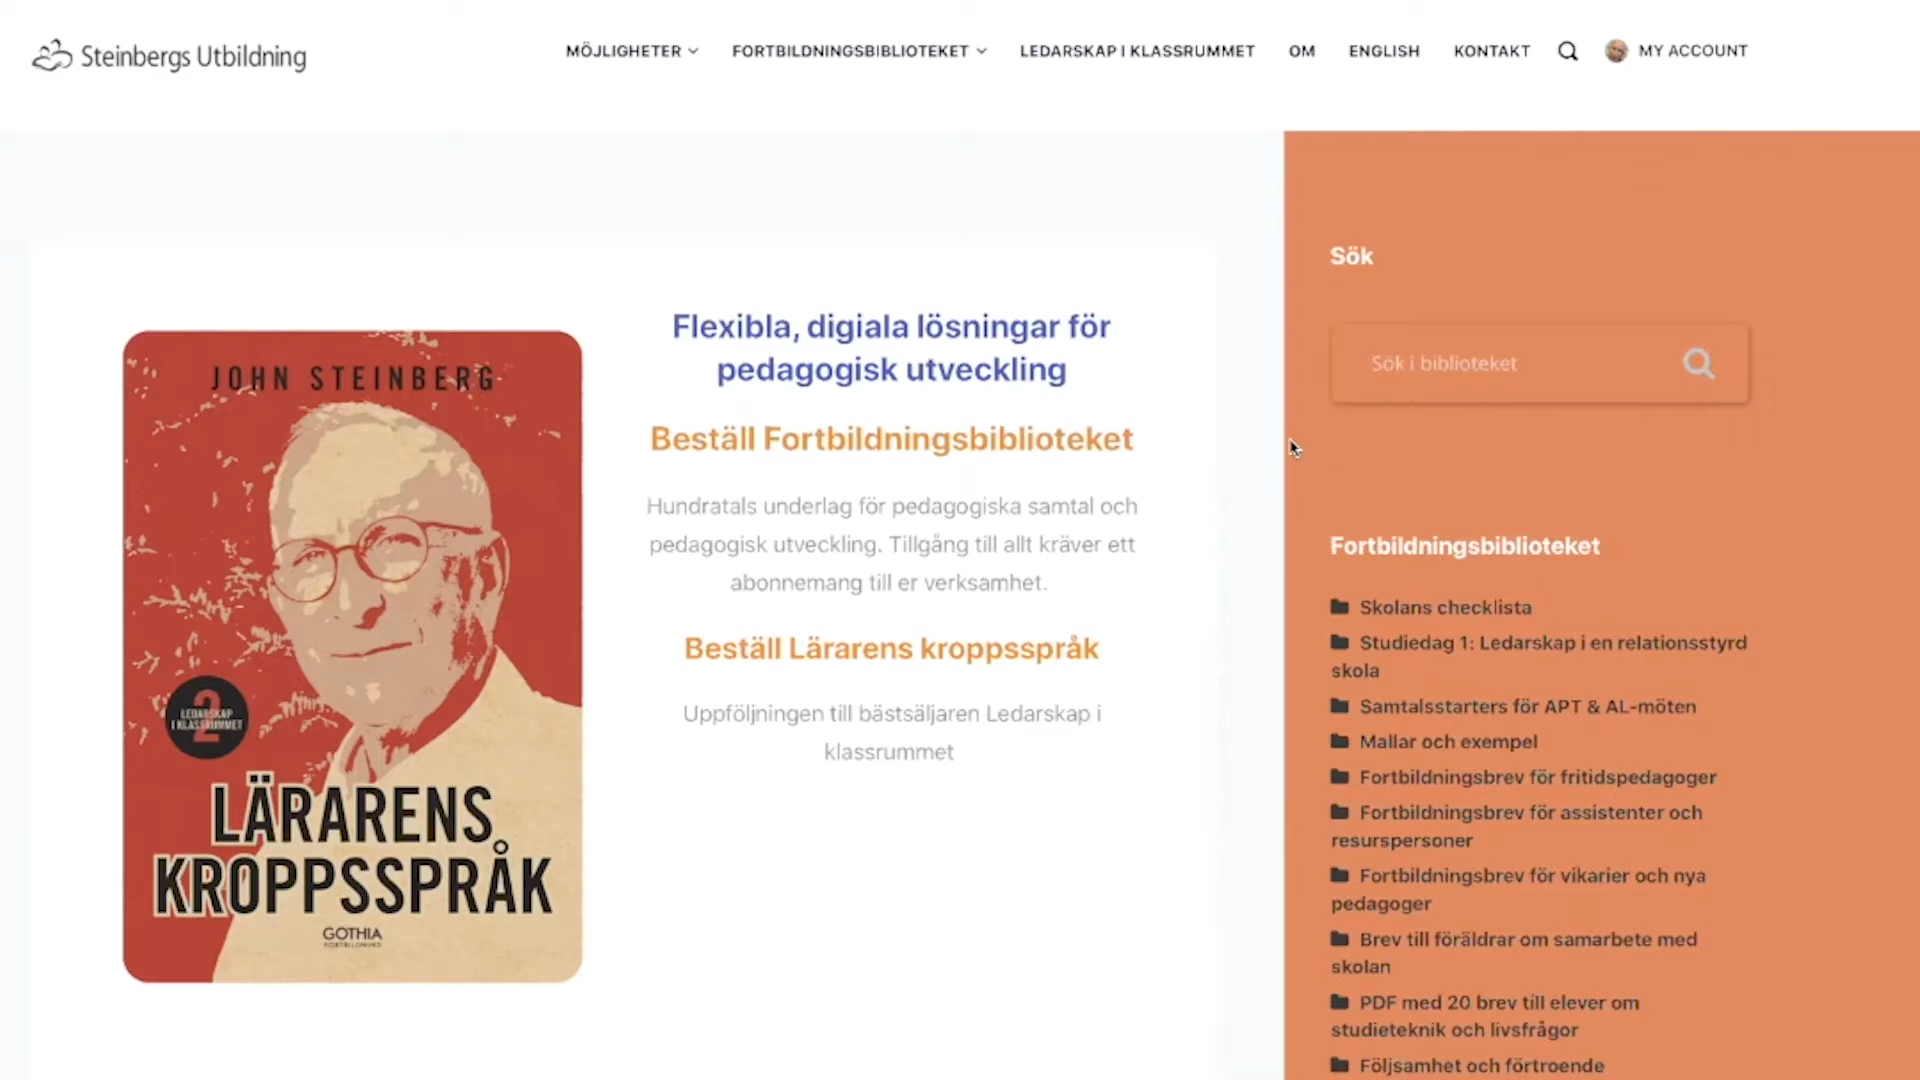 Steinbergs Utbildning
MÖJLIGHETER
FORTBILDNINGSBIBLIOTEKET
LEDARSKAP I KLASSRUMMET
OM
ENGLISH
KONTAKT
MY ACCOUNT
JOHN STEINBERG
2
LEDARSKAP
I KLASSRUMMET
LÄRARENS
KROPPSSPRÅK
GOTHIA
FORTBILDNING
Flexibla, digiala lösningar för
pedagogisk utveckling
Beställ Fortbildningsbiblioteket
Hundratals underlag för pedagogiska samtal och
pedagogisk utveckling. Tillgång till allt kräver ett
abonnemang till er verksamhet.
Beställ Lärarens kroppsspråk
Uppföljningen till bästsäljaren Ledarskap i
klassrummet
Sök
Sök i biblioteket
Fortbildningsbiblioteket
Skolans checklista
Studiedag 1: Ledarskap i en relationsstyrd
skola
Samtalsstarters för APT & AL-möten
Mallar och exempel
Fortbildningsbrev för fritidspedagoger
Fortbildningsbrev för assistenter och
resurspersoner
Fortbildningsbrev för vikarier och nya
pedagoger
Brev till föräldrar om samarbete med
skolan
PDF med 20 brev till elever om
studieteknik och livsfrågor
Följsamhet och förtroende